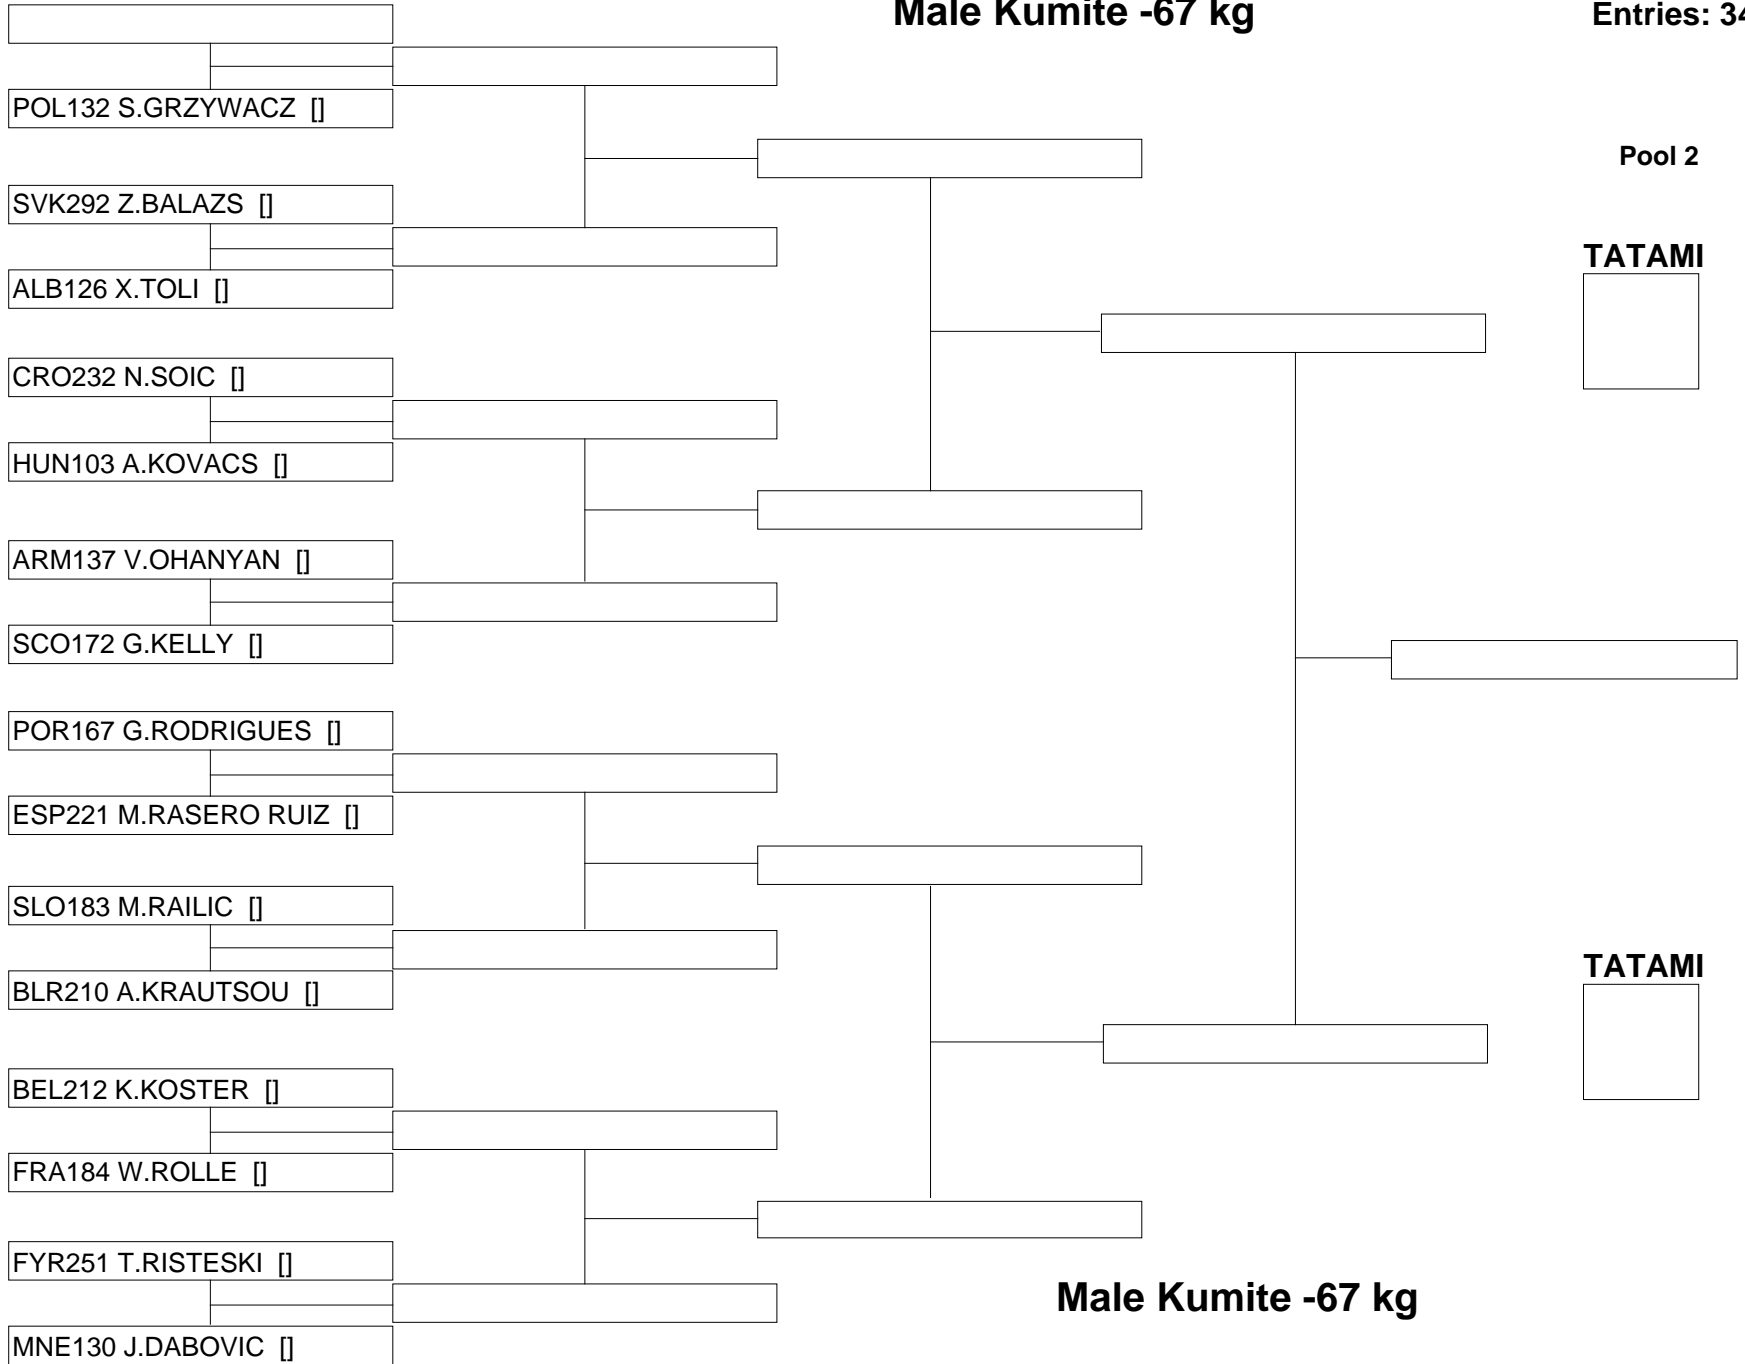 Male Kumite -67 kg
Entries: 34
POL132 S.GRZYWACZ []
Pool 2
SVK292 Z.BALAZS []
TATAMI
ALB126 X.TOLI []
CRO232 N.SOIC []
HUN103 A.KOVACS []
ARM137 V.OHANYAN []
SCO172 G.KELLY []
POR167 G.RODRIGUES []
ESP221 M.RASERO RUIZ []
SLO183 M.RAILIC []
TATAMI
BLR210 A.KRAUTSOU []
BEL212 K.KOSTER []
FRA184 W.ROLLE []
FYR251 T.RISTESKI []
Male Kumite -67 kg
MNE130 J.DABOVIC []